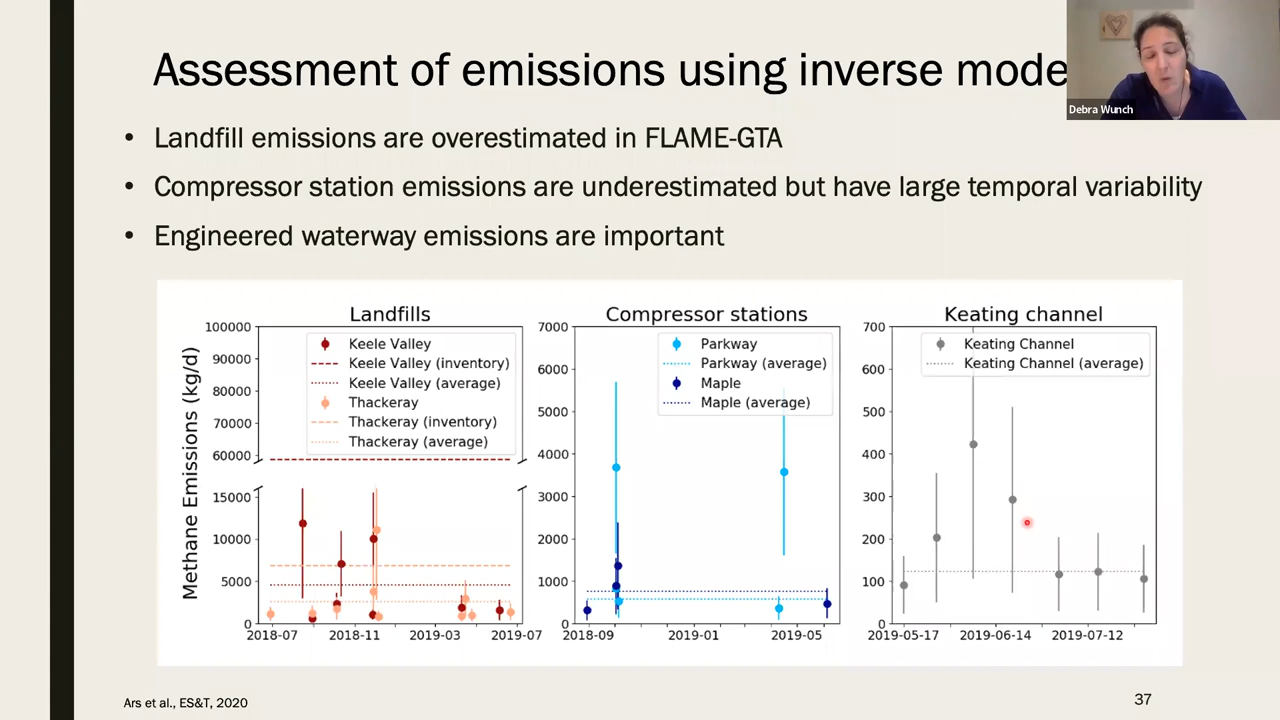 Assessment of emissions using inverse mode
Debra Wunch
• Landfill emissions are overestimated in FLAME-GTA
• Compressor station emissions are underestimated but have large temporal variability
• Engineered waterway emissions are important
Landfills
Methane Emissions (kg/d)
100000
90000
80000
70000
60000
15000
10000
5000
0
Keele Valley
Keele Valley (inventory)
Keele Valley (average)
Thackeray
Thackeray (inventory)
Thackeray (average)
2018-07 2018-11 2019-03 2019-07
Compressor stations
7000
6000
5000
4000
3000
2000
1000
0
Parkway
Parkway (average)
Maple
Maple (average)
2018-09 2019-01 2019-05
Keating channel
700
600
500
400
300
200
100
0
Keating Channel
Keating Channel (average)
2019-05-17 2019-06-14 2019-07-12
Ars et al., ES&T, 2020
37